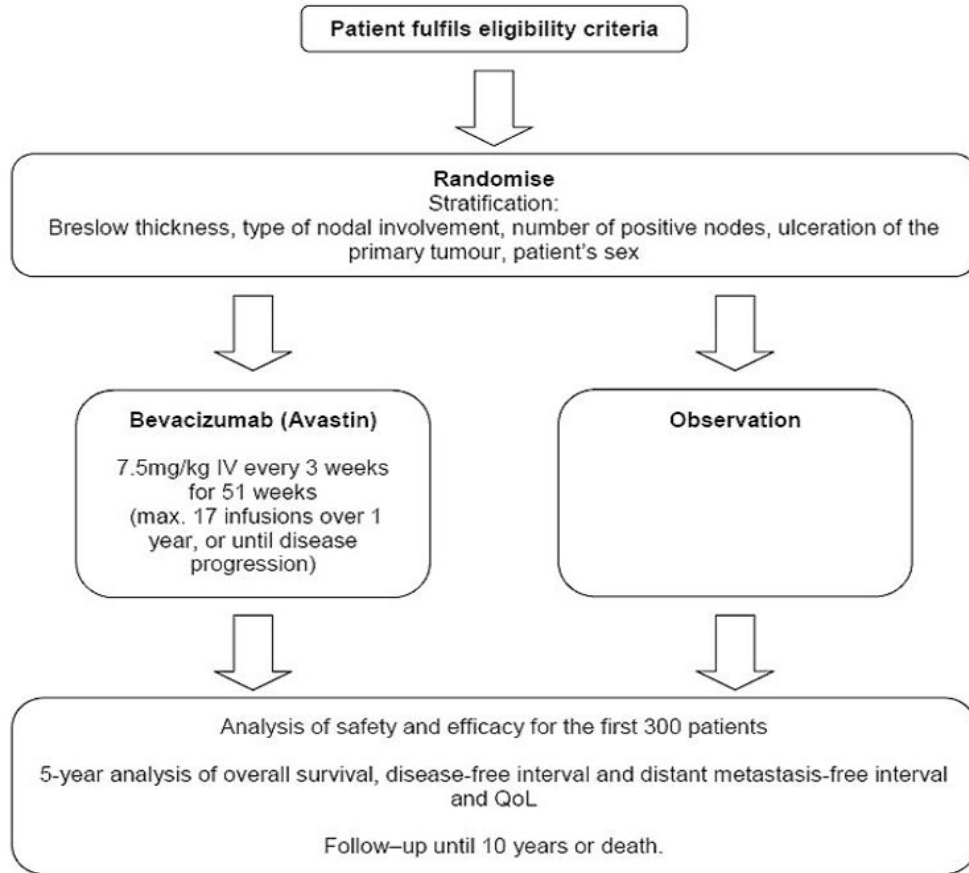 Patient fulfils eligibility criteria
Randomise
Stratification:
Breslow thickness, type of nodal involvement, number of positive nodes, ulceration of the
primary tumour, patient's sex
Bevacizumab (Avastin)
7.5mg/kg IV every 3 weeks
for 51 weeks
(max. 17 infusions over 1
year, or until disease
progression)
Observation
Analysis of safety and efficacy for the first 300 patients
5-year analysis of overall survival, disease-free interval and distant metastasis-free interval
and QoL
Follow–up until 10 years or death.